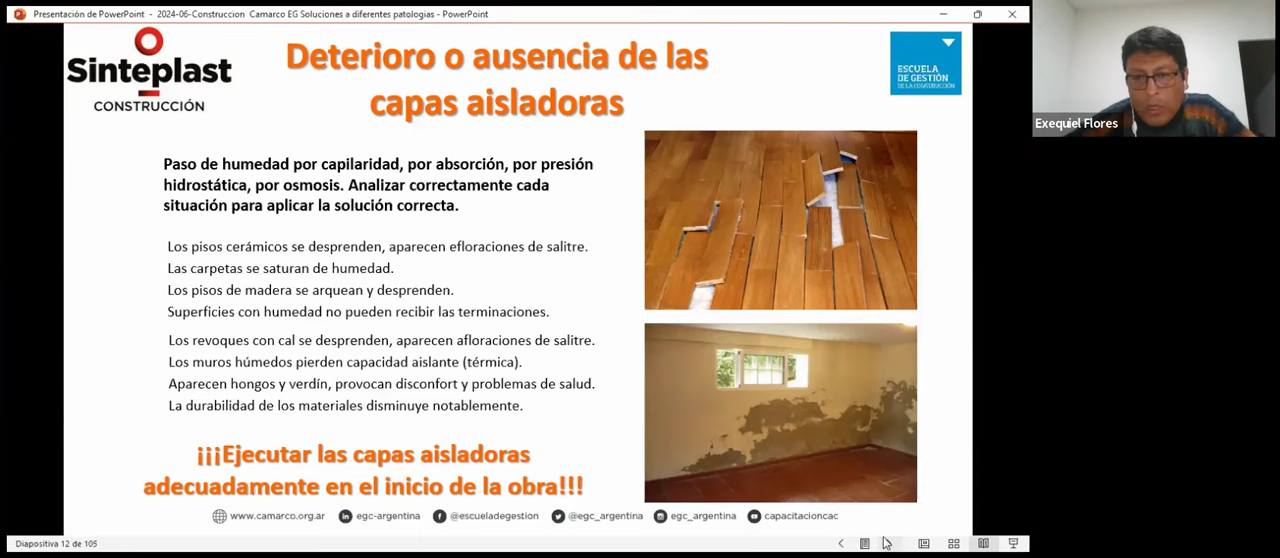 Presentación de PowerPoint - 2024-06-Construccion Camarco EG Soluciones a diferentes patologias - PowerPoint
Sinteplast
CONSTRUCCIÓN
Deterioro o ausencia de las
capas aisladoras
ESCUELA
DE GESTIÓN
DE LA CONSTRUCCIÓN
Exequiel Flores
Paso de humedad por capilaridad, por absorción, por presión
hidrostática, por osmosis. Analizar correctamente cada
situación para aplicar la solución correcta.
Los pisos cerámicos se desprenden, aparecen efloraciones de salitre.
Las carpetas se saturan de humedad.
Los pisos de madera se arquean y desprenden.
Superficies con humedad no pueden recibir las terminaciones.
Los revoques con cal se desprenden, aparecen afloraciones de salitre.
Los muros húmedos pierden capacidad aislante (térmica).
Aparecen hongos y verdín, provocan disconfort y problemas de salud.
La durabilidad de los materiales disminuye notablemente.
¡¡¡Ejecutar las capas aisladoras
adecuadamente en el inicio de la obra!!!
www.camarco.org.ar egc-argentina @escueladegestion @egc_argentina egc_argentina capacitacioncac
Diapositiva 12 de 105